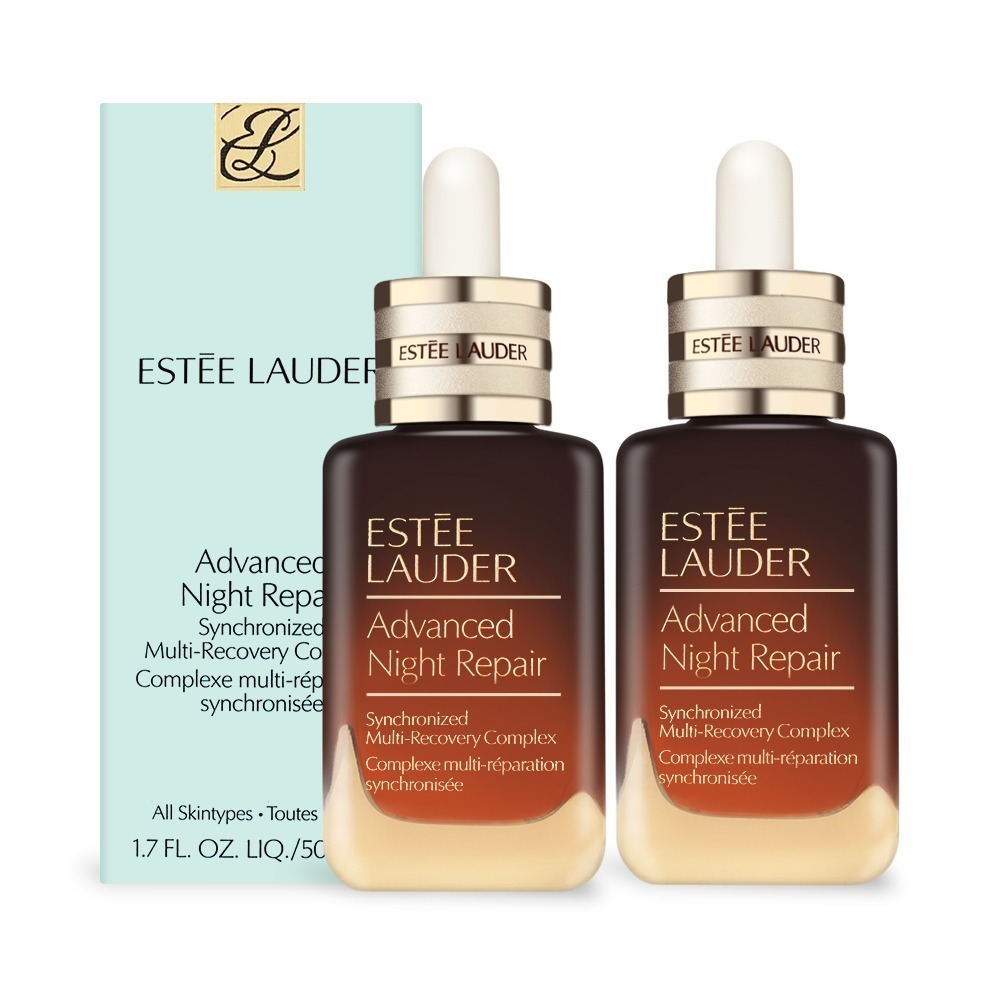 ESTĒE LAUDER
Advanced
Night Repa
Synchronized
Multi-Recovery Co
Complexe multi-rép
synchronisée
All Skintypes • Toutes
1.7 FL. OZ. LIQ./50
ESTĒE LAUDER
ESTĒE
LAUDER
Advanced
Night Repair
Synchronized
Multi-Recovery Complex
Complexe multi-réparation
synchronisée
ESTĒE LAUDER
ESTĒE
LAUDER
Advanced
Night Repair
Synchronized
Multi-Recovery Complex
Complexe multi-réparation
synchronisée